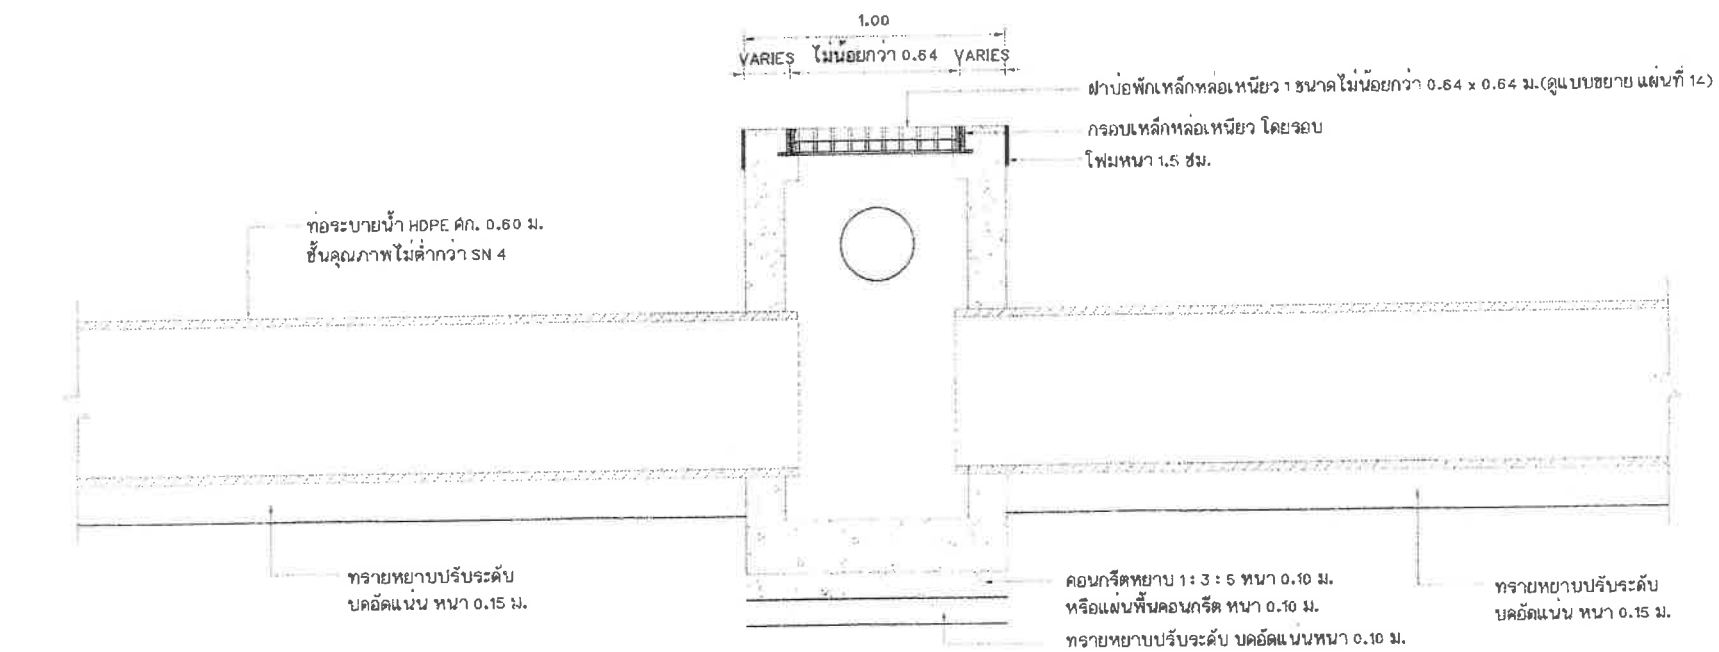 1.00
VARIES ไม่น้อยกว่า 0.64 VARIES
ฝาบ่อพักเหล็กหล่อเหนียว 1 ขนาดไม่น้อยกว่า 0.64 x 0.64 ม.(ดูแบบขยาย แผ่นที่ 14)
กรอบเหล็กหล่อเหนียว โดยรอบ
โฟมหนา 1.5 ซม.
ท่อระบายน้ำ HDPE ศก. 0.60 ม.
ชั้นคุณภาพไม่ต่ำกว่า SN 4
ทรายหยาบปรับระดับ
บดอัดแน่น หนา 0.15 ม.
คอนกรีตหยาบ 1: 3 : 5 หนา 0.10 ม.
หรือแผ่นพื้นคอนกรีต หนา 0.10 ม.
ทรายหยาบปรับระดับ บดอัดแน่นหนา 0.10 ม.
ทรายหยาบปรับระดับ
บดอัดแน่น หนา 0.15 ม.